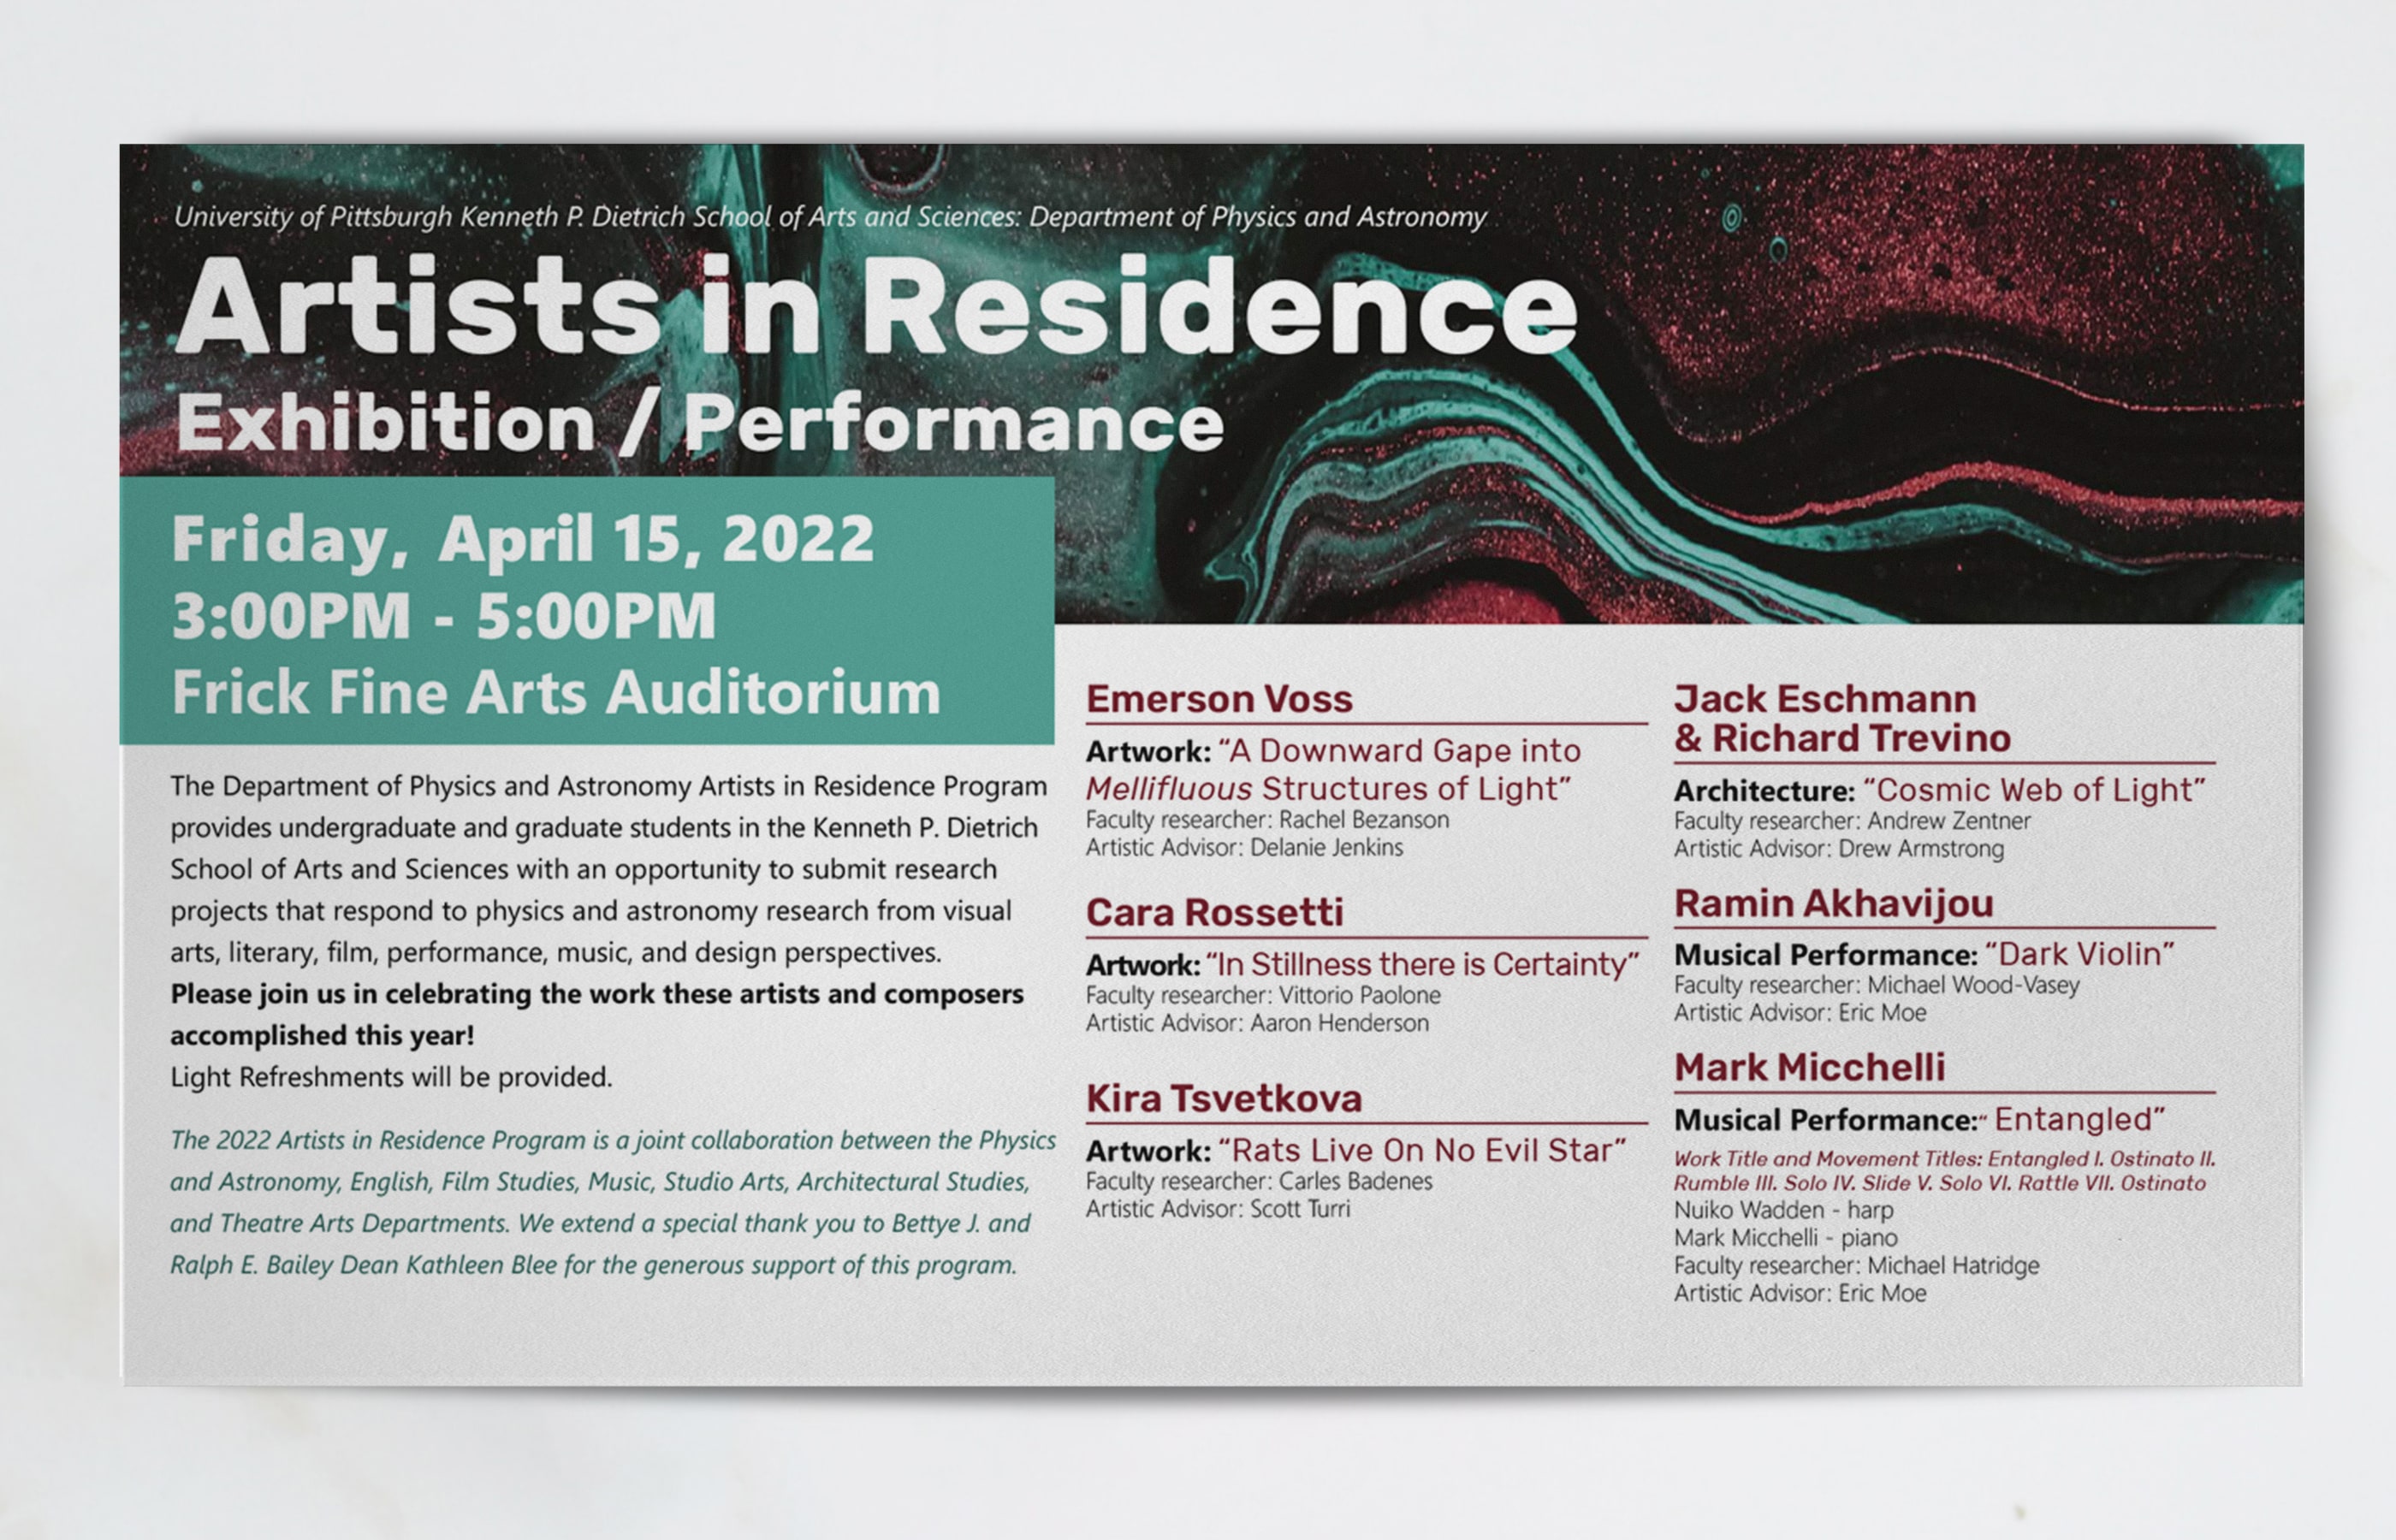 University of Pittsburgh Kenneth P. Dietrich School of Arts and Sciences: Department of Physics and Astronomy
Artists in Residence
Exhibition / Performance
Friday, April 15, 2022
3:00PM - 5:00PM
Frick Fine Arts Auditorium
The Department of Physics and Astronomy Artists in Residence Program
provides undergraduate and graduate students in the Kenneth P. Dietrich
School of Arts and Sciences with an opportunity to submit research
projects that respond to physics and astronomy research from visual
arts, literary, film, performance, music, and design perspectives.
Please join us in celebrating the work these artists and composers
accomplished this year!
Light Refreshments will be provided.
The 2022 Artists in Residence Program is a joint collaboration between the Physics
and Astronomy, English, Film Studies, Music, Studio Arts, Architectural Studies,
and Theatre Arts Departments. We extend a special thank you to Bettye J. and
Ralph E. Bailey Dean Kathleen Blee for the generous support of this program.
Emerson Voss
Artwork: “A Downward Gape into
Mellifluous Structures of Light”
Faculty researcher: Rachel Bezanson
Artistic Advisor: Delanie Jenkins
Cara Rossetti
Artwork: “In Stillness there is Certainty”
Faculty researcher: Vittorio Paolone
Artistic Advisor: Aaron Henderson
Kira Tsvetkova
Artwork: “Rats Live On No Evil Star”
Faculty researcher: Carles Badenes
Artistic Advisor: Scott Turri
Jack Eschmann
& Richard Trevino
Architecture: “Cosmic Web of Light”
Faculty researcher: Andrew Zentner
Artistic Advisor: Drew Armstrong
Ramin Akhavijou
Musical Performance: “Dark Violin”
Faculty researcher: Michael Wood-Vasey
Artistic Advisor: Eric Moe
Mark Micchelli
Musical Performance:“ Entangled”
Work Title and Movement Titles: Entangled I. Ostinato II.
Rumble III. Solo IV. Slide V. Solo VI. Rattle VII. Ostinato
Nuiko Wadden - harp
Mark Micchelli - piano
Faculty researcher: Michael Hatridge
Artistic Advisor: Eric Moe